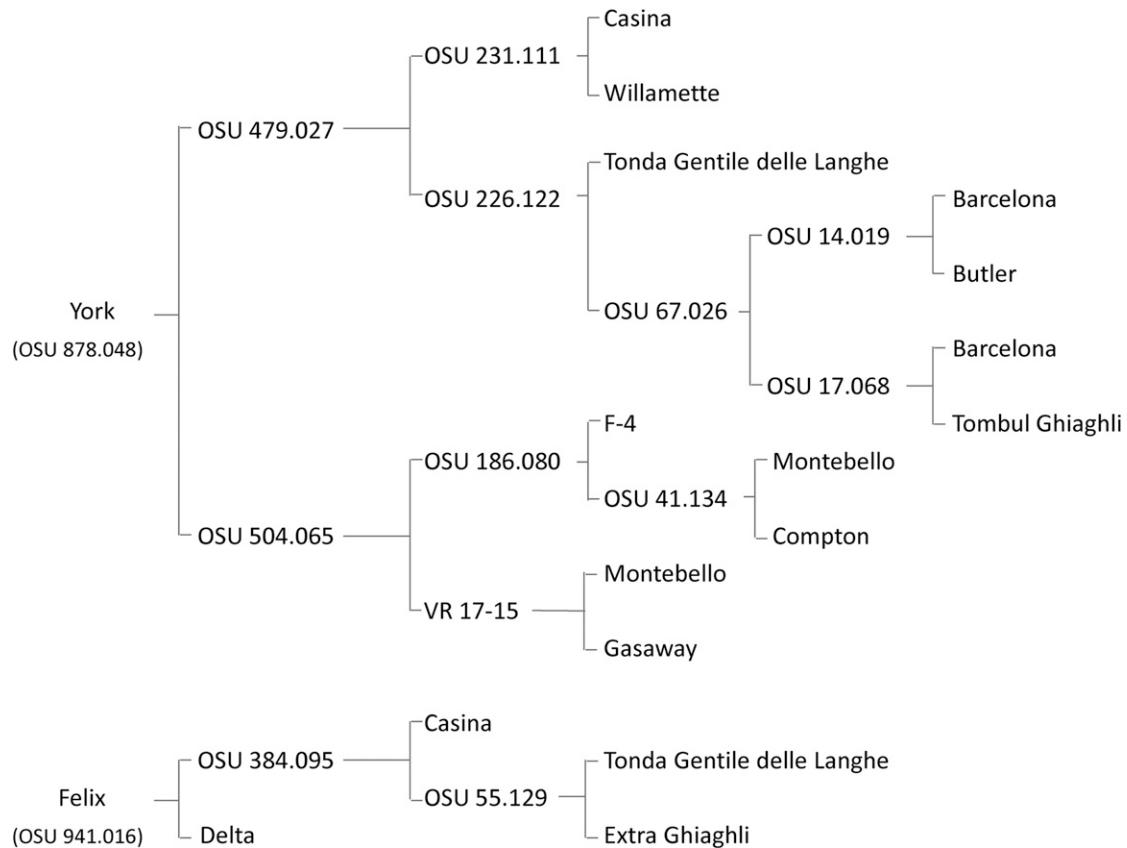 Casina
OSU 231.111
Willamette
OSU 479.027
Tonda Gentile delle Langhe
OSU 226.122
Barcelona
OSU 14.019
Butler
York
OSU 67.026
(OSU 878.048)
Barcelona
OSU 17.068
Tombul Ghiaghli
F-4
OSU 186.080
Montebello
OSU 41.134
OSU 504.065
Compton
Montebello
VR 17-15
Gasaway
Casina
OSU 384.095
Tonda Gentile delle Langhe
Felix
OSU 55.129
(OSU 941.016)
Delta
Extra Ghiaghli